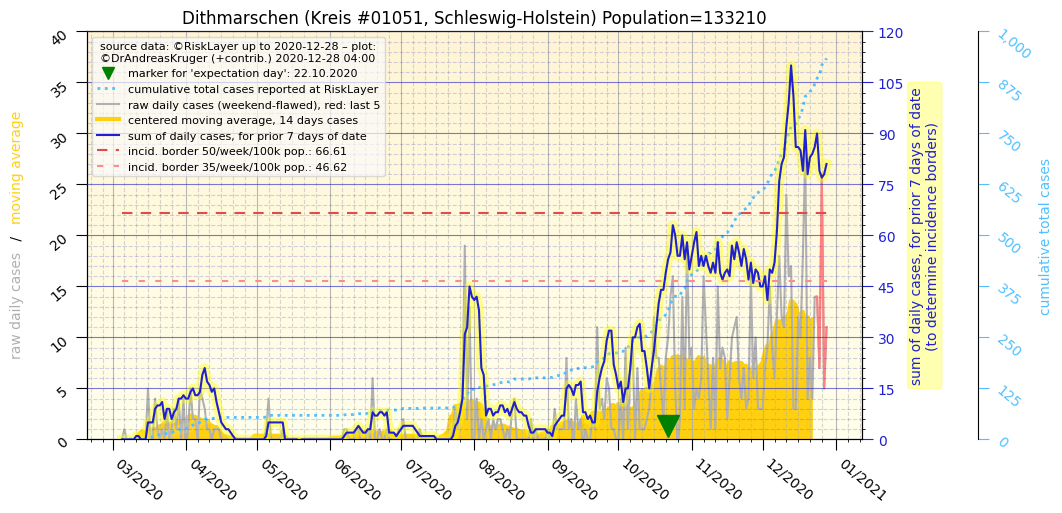 Dithmarschen (Kreis #01051, Schleswig-Holstein) Population=133210
source data: ©RiskLayer up to 2020-12-28 – plot:
©DrAndreasKruger (+contrib.) 2020-12-28 04:00
marker for 'expectation day': 22.10.2020
cumulative total cases reported at RiskLayer
raw daily cases (weekend-flawed), red: last 5
centered moving average, 14 days cases
sum of daily cases, for prior 7 days of date
incid. border 50/week/100k pop.: 66.61
incid. border 35/week/100k pop.: 46.62
raw daily cases / moving average
40
35
30
25
20
15
10
5
0
03/2020
04/2020
05/2020
06/2020
07/2020
08/2020
09/2020
10/2020
11/2020
12/2020
01/2021
120
105
90
75
60
45
30
15
0
sum of daily cases, for prior 7 days of date
(to determine incidence borders)
1,000
875
750
625
500
375
250
125
0
cumulative total cases